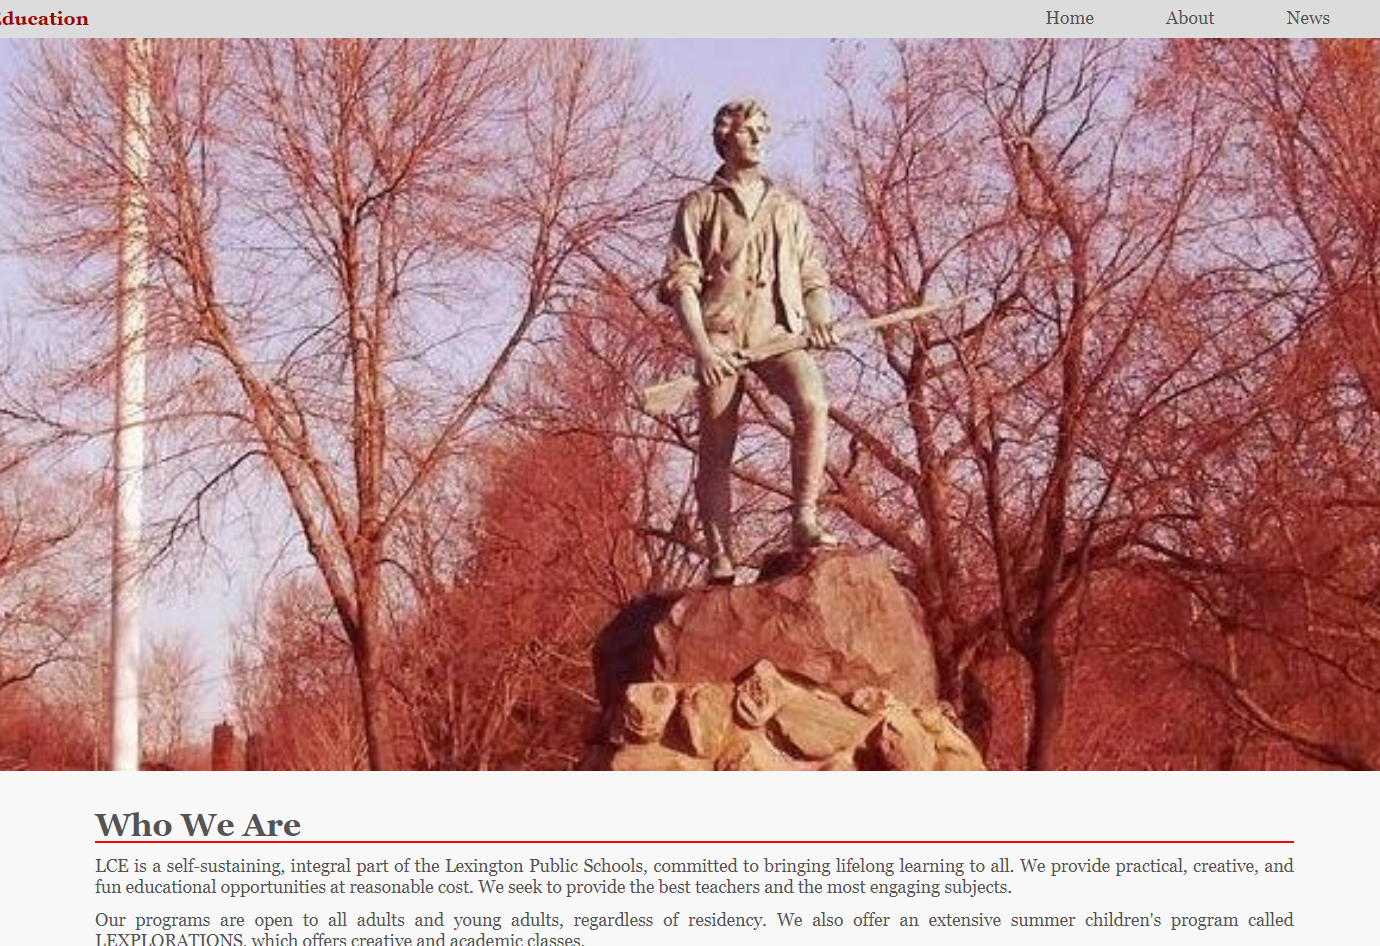 Education
Home About News
Who We Are
LCE is a self-sustaining, integral part of the Lexington Public Schools, committed to bringing lifelong learning to all. We provide practical, creative, and
fun educational opportunities at reasonable cost. We seek to provide the best teachers and the most engaging subjects.
Our programs are open to all adults and young adults, regardless of residency. We also offer an extensive summer children's program called
LEXPLORATIONS, which offers creative and academic classes.